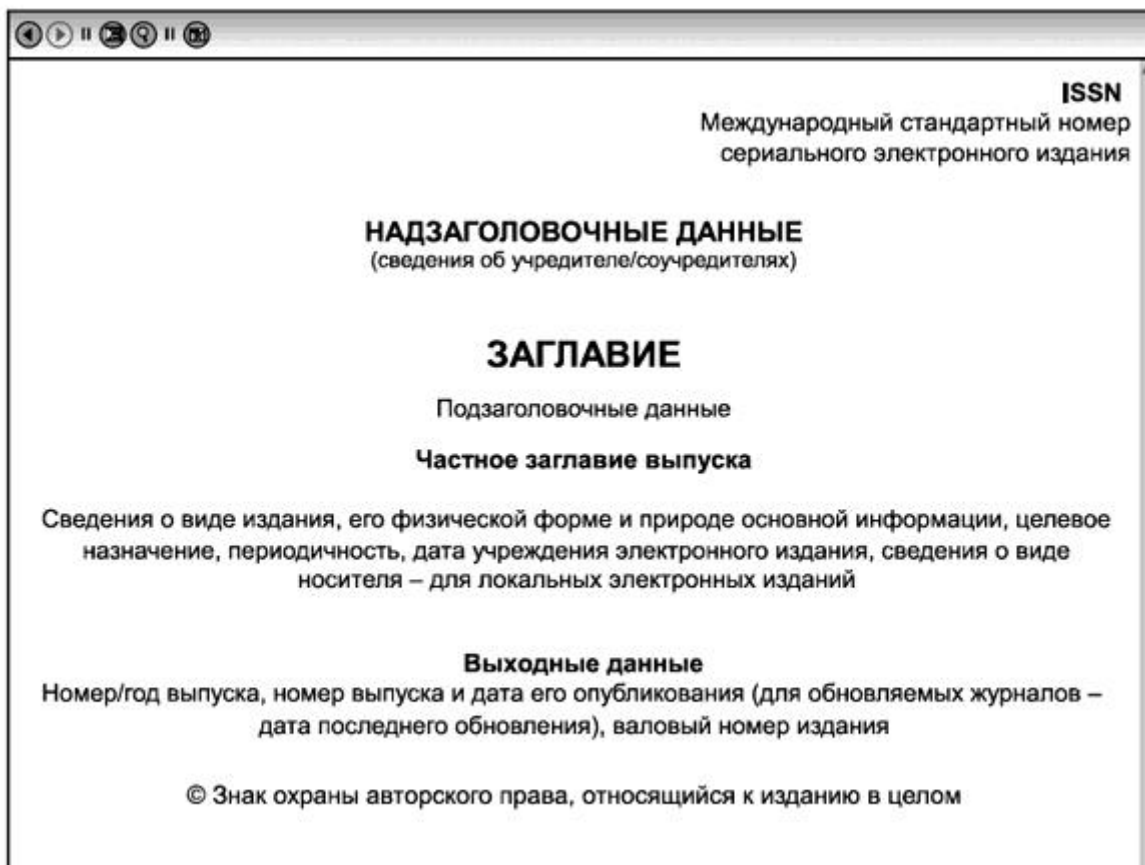 ISSN
Международный стандартный номер
сериального электронного издания
НАДЗАГОЛОВОЧНЫЕ ДАННЫЕ
(сведения об учредителе/соучредителях)
ЗАГЛАВИЕ
Подзаголовочные данные
Частное заглавие выпуска
Сведения о виде издания, его физической форме и природе основной информации, целевое
назначение, периодичность, дата учреждения электронного издания, сведения о виде
носителя – для локальных электронных изданий
Выходные данные
Номер/год выпуска, номер выпуска и дата его опубликования (для обновляемых журналов –
дата последнего обновления), валовый номер издания
© Знак охраны авторского права, относящийся к изданию в целом